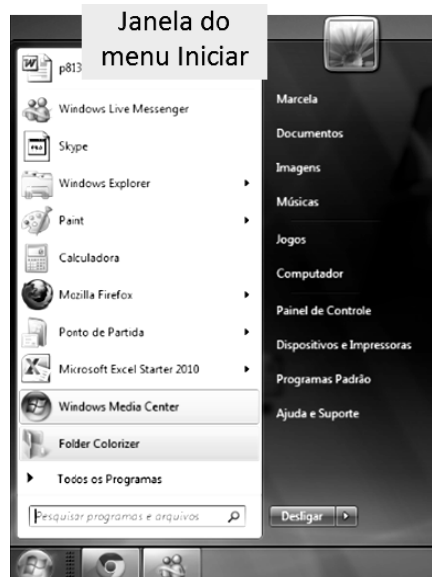 Janela do
menu Iniciar
p813
Windows Live Messenger
Skype
Windows Explorer
Paint
Calculadora
Mozilla Firefox
Ponto de Partida
Microsoft Excel Starter 2010
Windows Media Center
Folder Colorizer
Todos os Programas
Pesquisar programas e arquivos
Marcela
Documentos
Imagens
Músicas
Jogos
Computador
Painel de Controle
Dispositivos e Impressoras
Programas Padrão
Ajuda e Suporte
Desligar